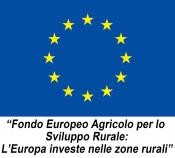 “Fondo Europeo Agricolo per lo
Sviluppo Rurale:
L’Europa investe nelle zone rurali”